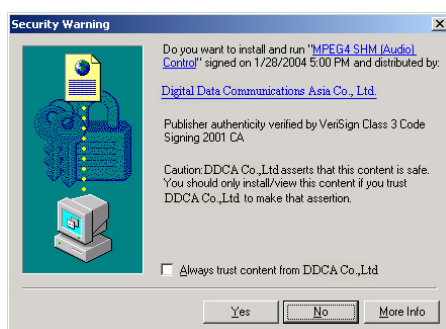 Security Warning
Do you want to install and run "MPEG4 SHM (Audio)
Control" signed on 1/28/2004 5:00 PM and distributed by:
Digital Data Communications Asia Co., Ltd.
Publisher authenticity verified by VeriSign Class 3 Code
Signing 2001 CA
Caution: DDCA Co.,Ltd asserts that this content is safe.
You should only install/view this content if you trust
DDCA Co.,Ltd to make that assertion.
Always trust content from DDCA Co.,Ltd
Yes No More Info